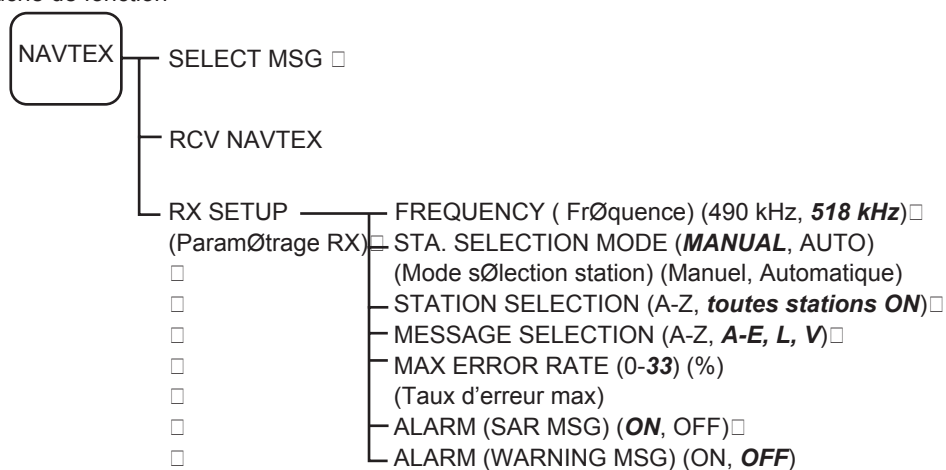 NAVTEX
SELECT MSG □
RCV NAVTEX
RX SETUP
(ParamØtrage RX)□
□
□
□
□
□
□
□
FREQUENCY ( FrØquence) (490 kHz, 518 kHz)□
STA. SELECTION MODE (MANUAL, AUTO)
(Mode sØlection station) (Manuel, Automatique)
STATION SELECTION (A-Z, toutes stations ON)□
MESSAGE SELECTION (A-Z, A-E, L, V)□
MAX ERROR RATE (0-33) (%)
(Taux d'erreur max)
ALARM (SAR MSG) (ON, OFF)□
ALARM (WARNING MSG) (ON, OFF)